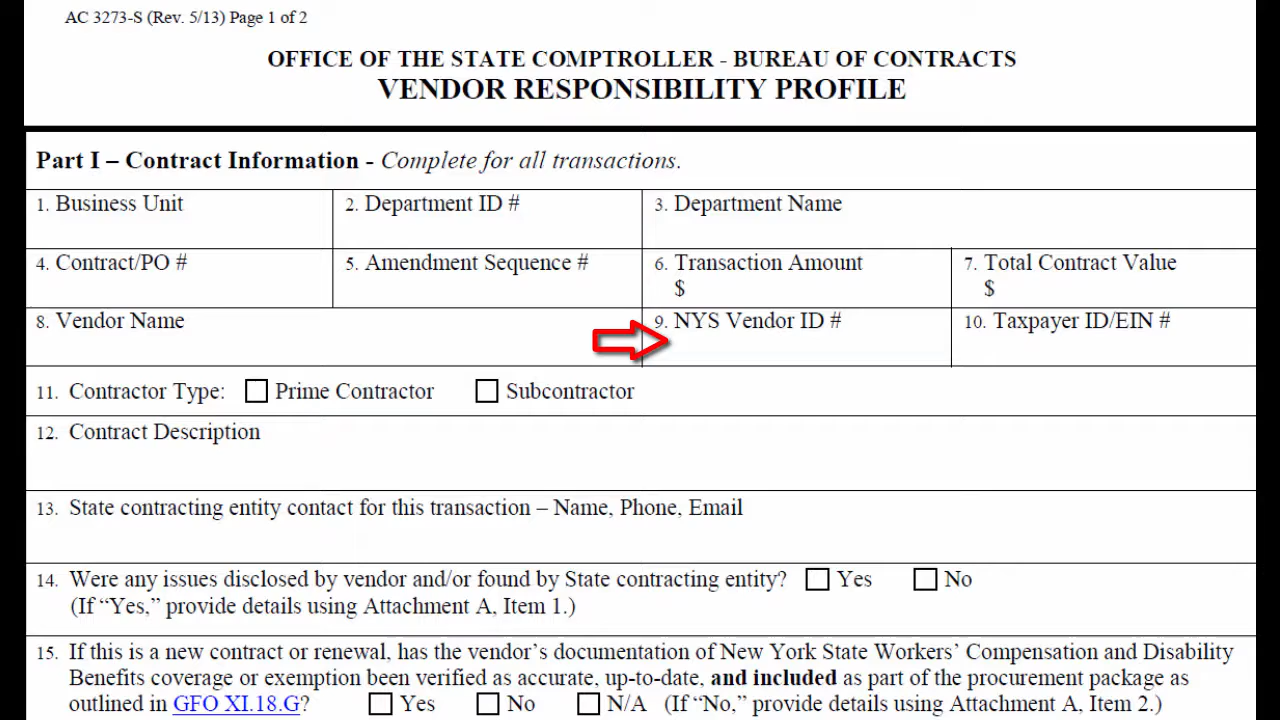 AC 3273-S (Rev. 5/13) Page 1 of 2
OFFICE OF THE STATE COMPTROLLER - BUREAU OF CONTRACTS
VENDOR RESPONSIBILITY PROFILE
Part I – Contract Information - Complete for all transactions.
1. Business Unit
2. Department ID #
3. Department Name
4. Contract/PO #
5. Amendment Sequence #
6. Transaction Amount
$
7. Total Contract Value
$
8. Vendor Name
9. NYS Vendor ID #
10. Taxpayer ID/EIN #
11. Contractor Type: Prime Contractor Subcontractor
12. Contract Description
13. State contracting entity contact for this transaction – Name, Phone, Email
14. Were any issues disclosed by vendor and/or found by State contracting entity? Yes No
(If “Yes,” provide details using Attachment A, Item 1.)
15. If this is a new contract or renewal, has the vendor’s documentation of New York State Workers’ Compensation and Disability
Benefits coverage or exemption been verified as accurate, up-to-date, and included as part of the procurement package as
outlined in GFO XI.18.G? Yes No N/A (If “No,” provide details using Attachment A, Item 2.)